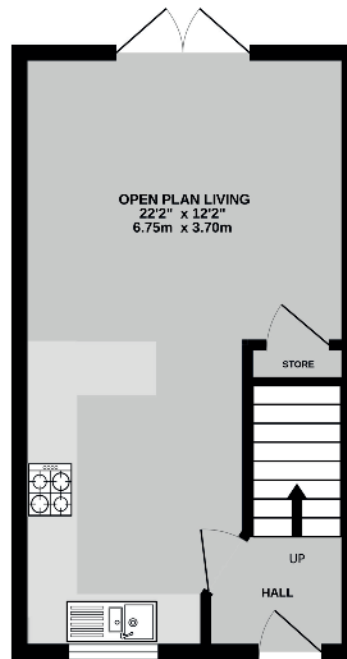 OPEN PLAN LIVING
22'2" x 12'2"
6.75m x 3.70m
STORE
UP
HALL